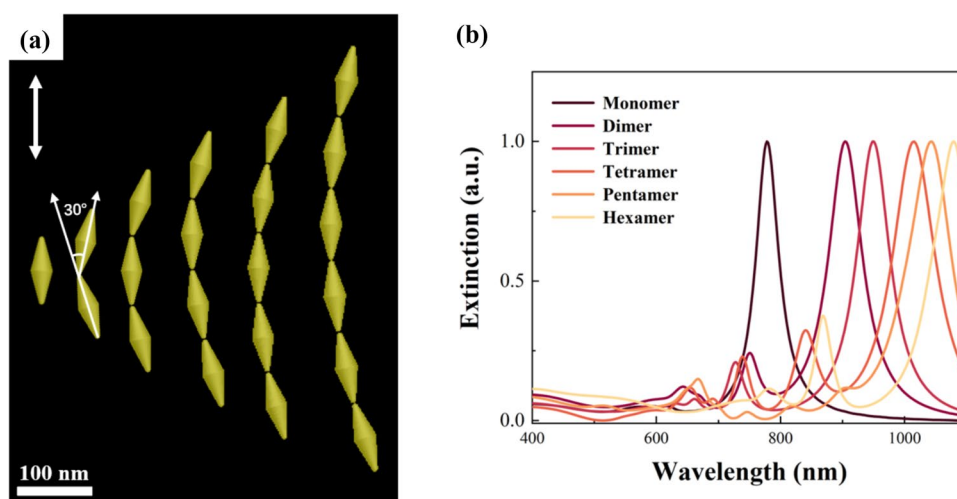 (a)
30°
100 nm
(b)
Monomer
Dimer
Trimer
Tetramer
Pentamer
Hexamer
Extinction (a.u.)
1.0
0.5
0.0
400
600
800
1000
Wavelength (nm)